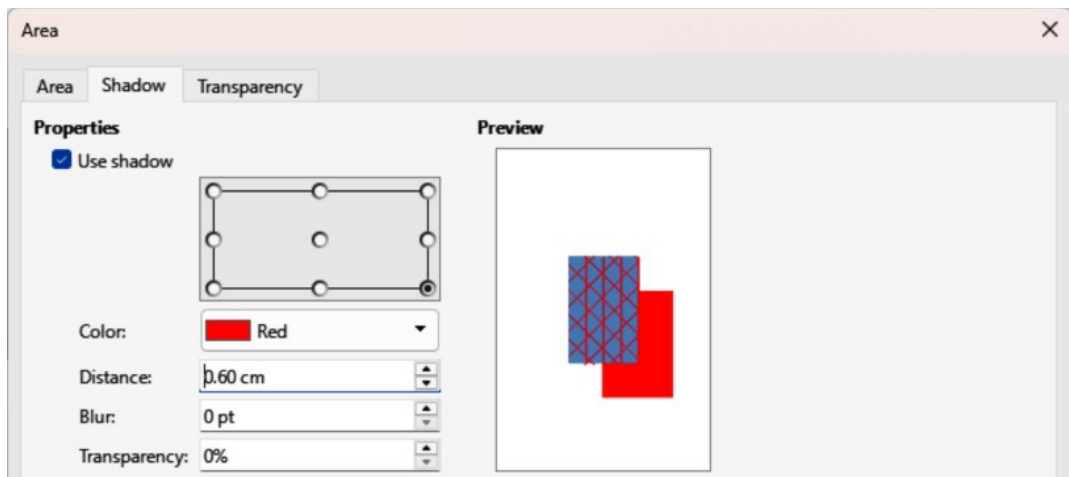 Area
Area Shadow Transparency
Properties
Use shadow
Color: Red
Distance: 0.60 cm
Blur: 0 pt
Transparency: 0%
Preview